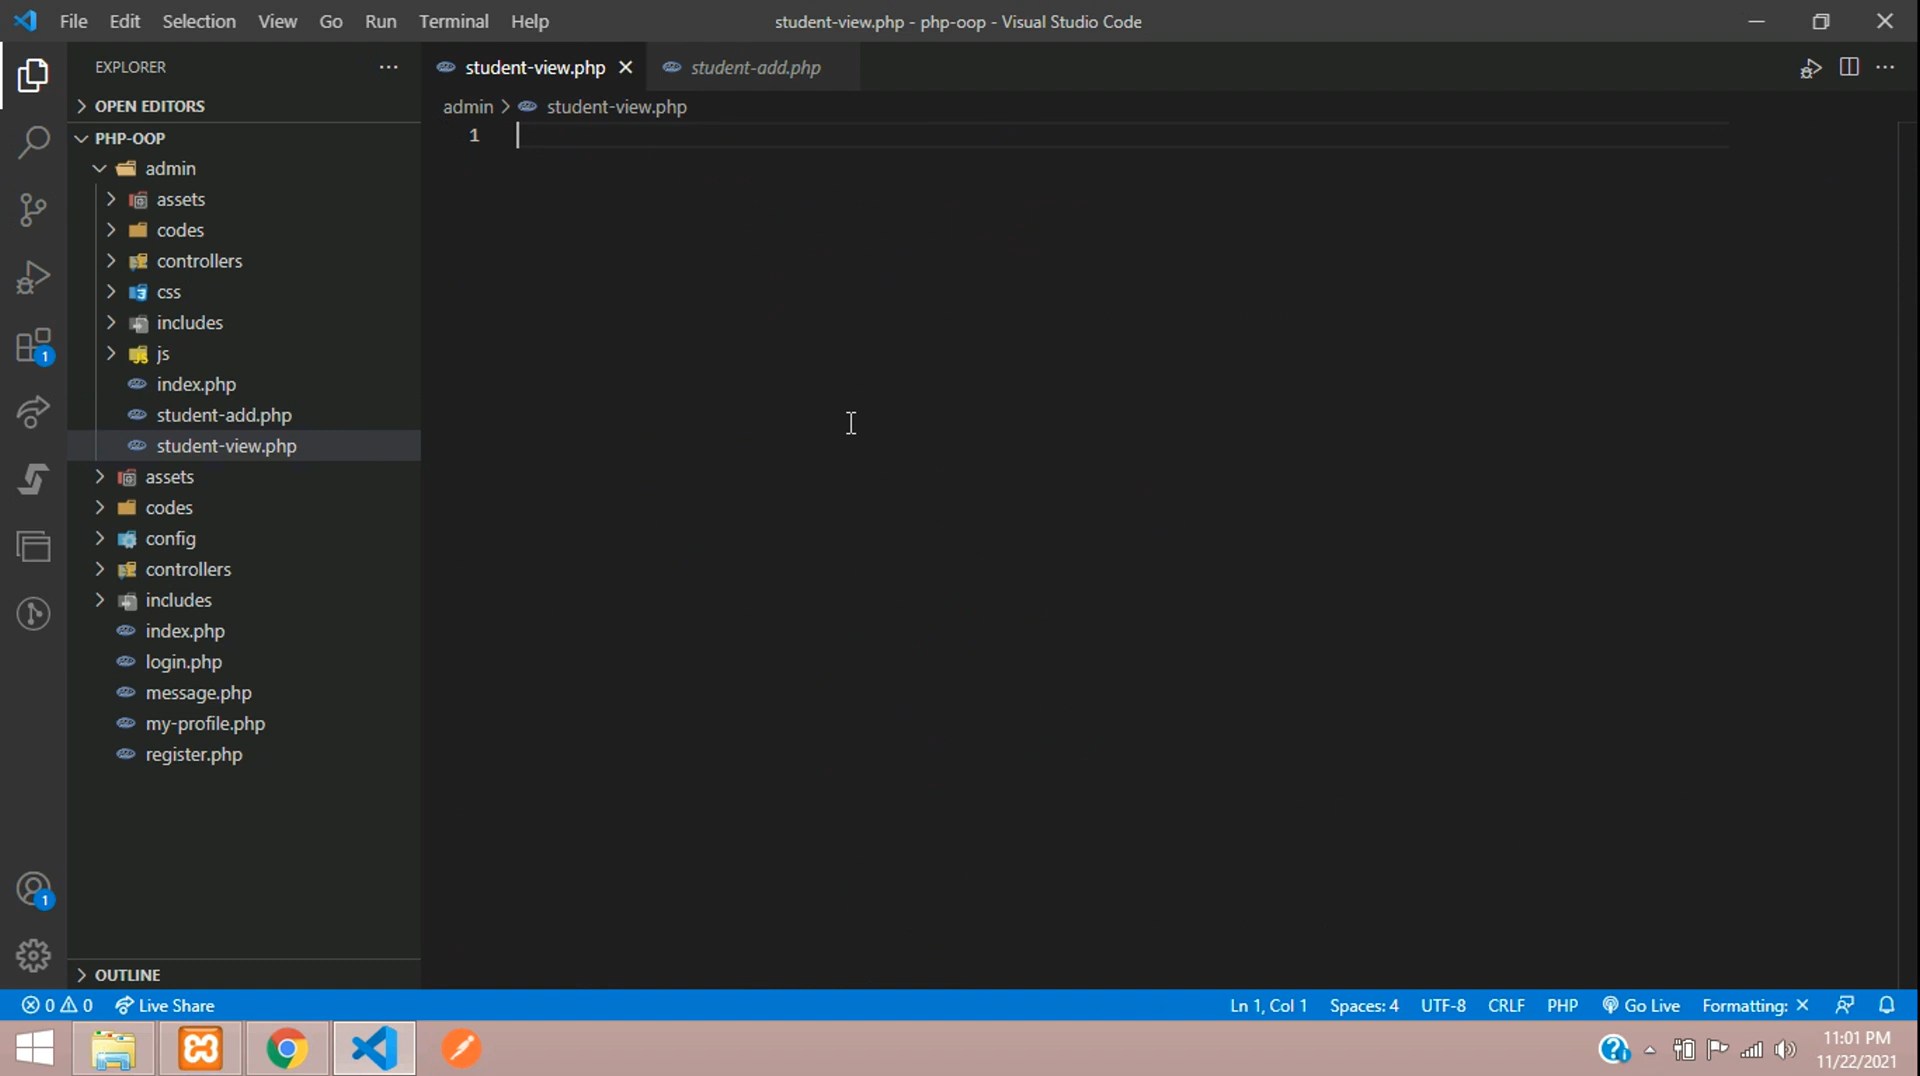 File Edit Selection View Go Run Terminal Help
student-view.php - php-oop - Visual Studio Code
EXPLORER
student-view.php
student-add.php
OPEN EDITORS
admin > student-view.php
PHP-OOP
1
admin
assets
codes
controllers
css
includes
js
index.php
student-add.php
student-view.php
assets
codes
config
controllers
includes
index.php
login.php
message.php
my-profile.php
register.php
1
1
OUTLINE
0 0 Live Share
Ln 1, Col 1 Spaces: 4 UTF-8 CRLF PHP Go Live Formatting: ×
11:01 PM
11/22/2021